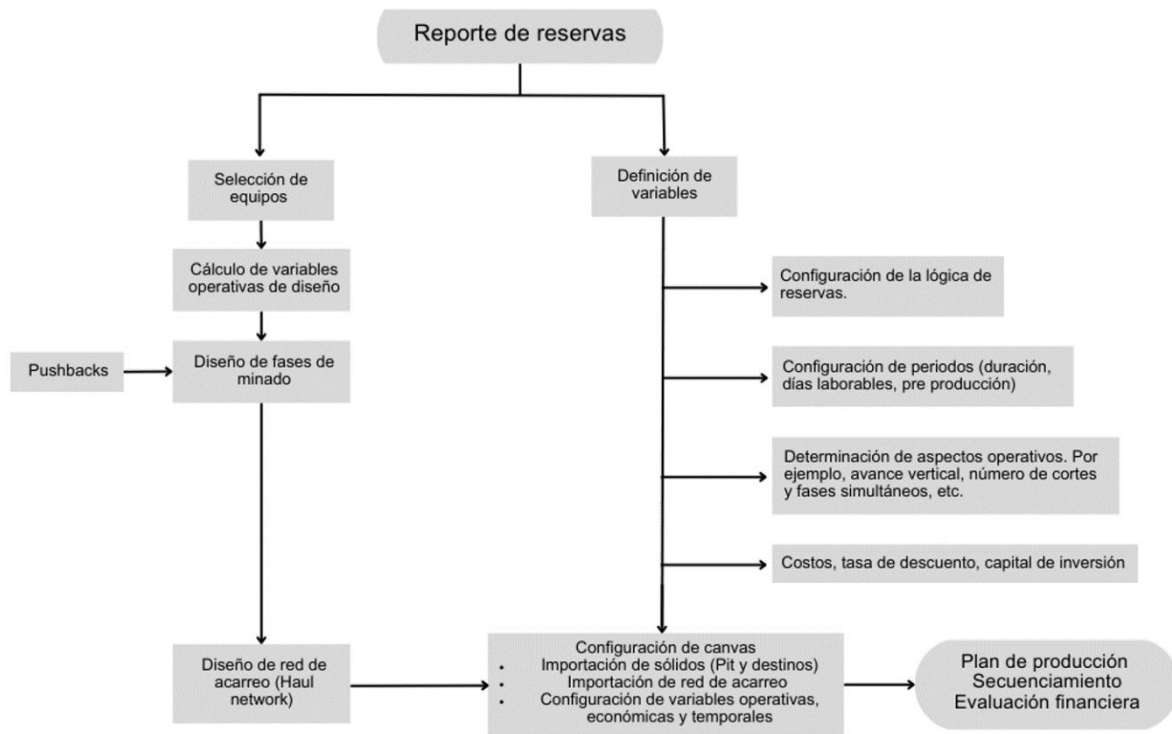 Reporte de reservas
Selección de
equipos
Definición de
variables
Cálculo de variables
operativas de diseño
Configuración de la lógica de
reservas.
Pushbacks
Diseño de fases de
minado
Configuración de periodos (duración,
días laborables, pre producción)
Determinación de aspectos operativos. Por
ejemplo, avance vertical, número de cortes
y fases simultáneos, etc.
Costos, tasa de descuento, capital de inversión
Diseño de red de
acarreo (Haul
network)
Configuración de canvas
• Importación de sólidos (Pit y destinos)
• Importación de red de acarreo
• Configuración de variables operativas,
económicas y temporales
Plan de producción
Secuenciamiento
Evaluación financiera